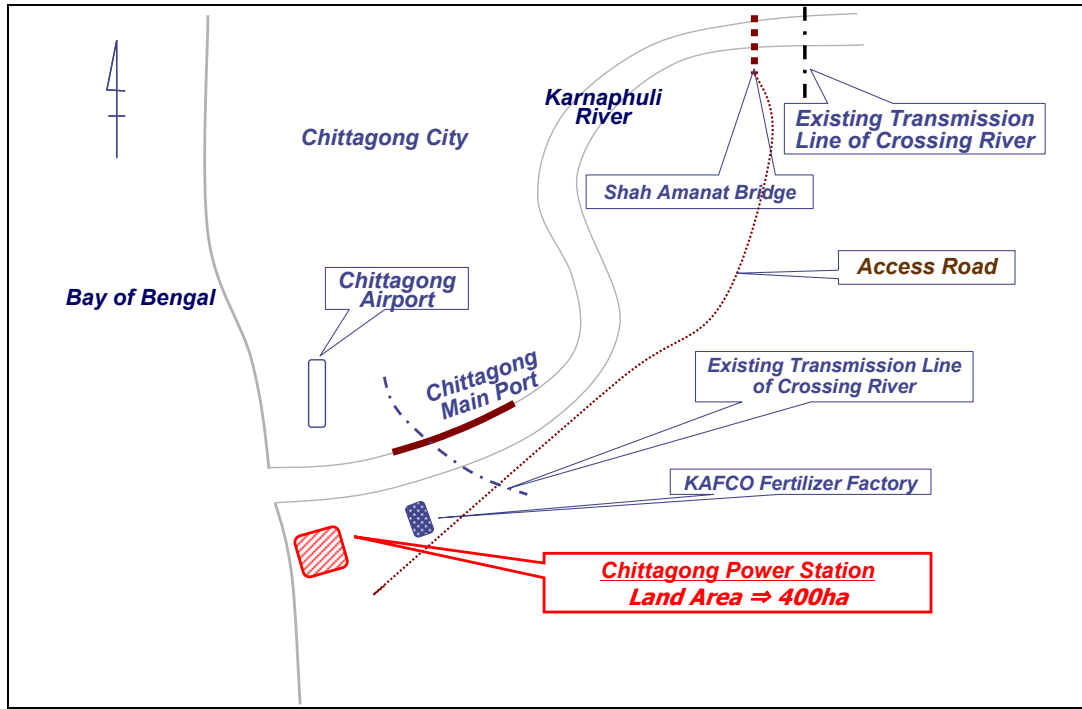 Karnaphuli
River
Existing Transmission
Line of Crossing River
Chittagong City
Shah Amanat Bridge
Access Road
Chittagong
Airport
Bay of Bengal
Chittagong
Main Port
Existing Transmission Line
of Crossing River
KAFCO Fertilizer Factory
Chittagong Power Station
Land Area ⇒ 400ha